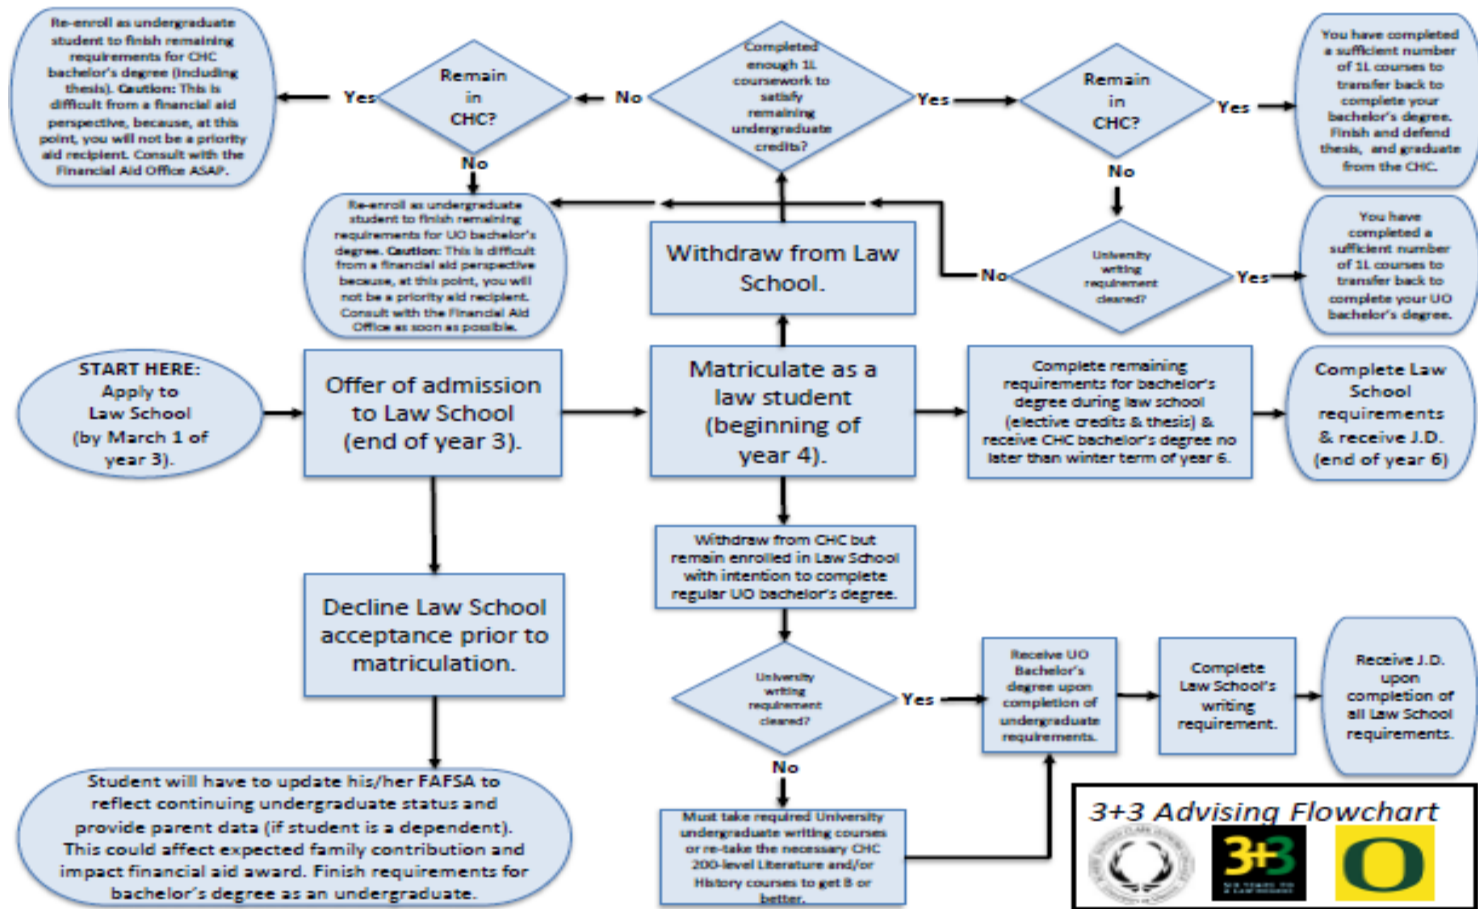 Re-enroll as undergraduate
student to finish remaining
requirements for CHC
bachelor's degree (including
thesis). Caution: This is
difficult from a financial aid
perspective, because, at this
point, you will not be a priority
aid recipient. Consult with the
Financial Aid Office ASAP.
Yes
Remain
in
CHC?
No
No
Completed
enough 1L
coursework to
satisfy
remaining
undergraduate
credits?
Yes
Remain
in
CHC?
Yes
No
You have completed
a sufficient number
of 1L courses to
transfer back to
complete your
bachelor's degree.
Finish and defend
thesis, and graduate
from the CHC.
Re-enroll as undergraduate
student to finish remaining
requirements for UO bachelor's
degree. Caution: This is difficult
from a financial aid perspective
because, at this point, you will
not be a priority aid recipient.
Consult with the Financial Aid
Office as soon as possible.
Withdraw from Law
School.
No
University
writing
requirement
cleared?
Yes
You have
completed a
sufficient number
of 1L courses to
transfer back to
complete your UO
bachelor's degree.
START HERE:
Apply to
Law School
(by March 1 of
year 3).
Offer of admission
to Law School
(end of year 3).
Matriculate as a
law student
(beginning of
year 4).
Complete remaining
requirements for bachelor's
degree during law school
(elective credits & thesis) &
receive CHC bachelor's degree no
later than winter term of year 6.
Complete Law
School
requirements
& receive J.D.
(end of year 6)
Decline Law School
acceptance prior to
matriculation.
Withdraw from CHC but
remain enrolled in Law School
with intention to complete
regular UO bachelor's degree.
University
writing
requirement
cleared?
Yes
No
Receive UO
Bachelor's
degree upon
completion of
undergraduate
requirements.
Complete
Law School's
writing
requirement.
Receive J.D.
upon
completion of
all Law School
requirements.
Student will have to update his/her FAFSA to
reflect continuing undergraduate status and
provide parent data (if student is a dependent).
This could affect expected family contribution and
impact financial aid award. Finish requirements for
bachelor's degree as an undergraduate.
Must take required University
undergraduate writing courses
or re-take the necessary CHC
200-level Literature and/or
History courses to get B or
better.
3+3 Advising Flowchart
3+3
O